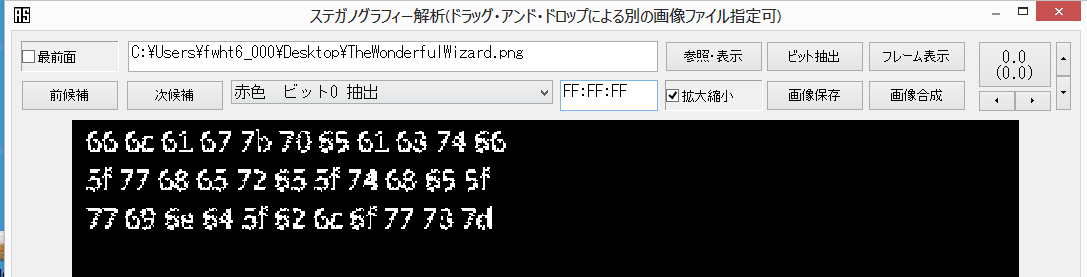 ステガノグラフィー解析(ドラッグ・アンド・ドロップによる別の画像ファイル指定可)
最前面 C:¥Users¥fwht6_000¥Desktop¥TheWonderfulWizard.png 参照・表示 ビット抽出 フレーム表示 0.0
(0.0)
前候補 次候補 赤色 ビット0 抽出 FF:FF:FF 拡大縮小 画像保存 画像合成
66 6c 61 67 7b 70 65 61 63 74 66
5f 77 68 65 72 65 5f 74 68 65 5f
77 69 6e 64 5f 62 6c 6f 77 73 7d